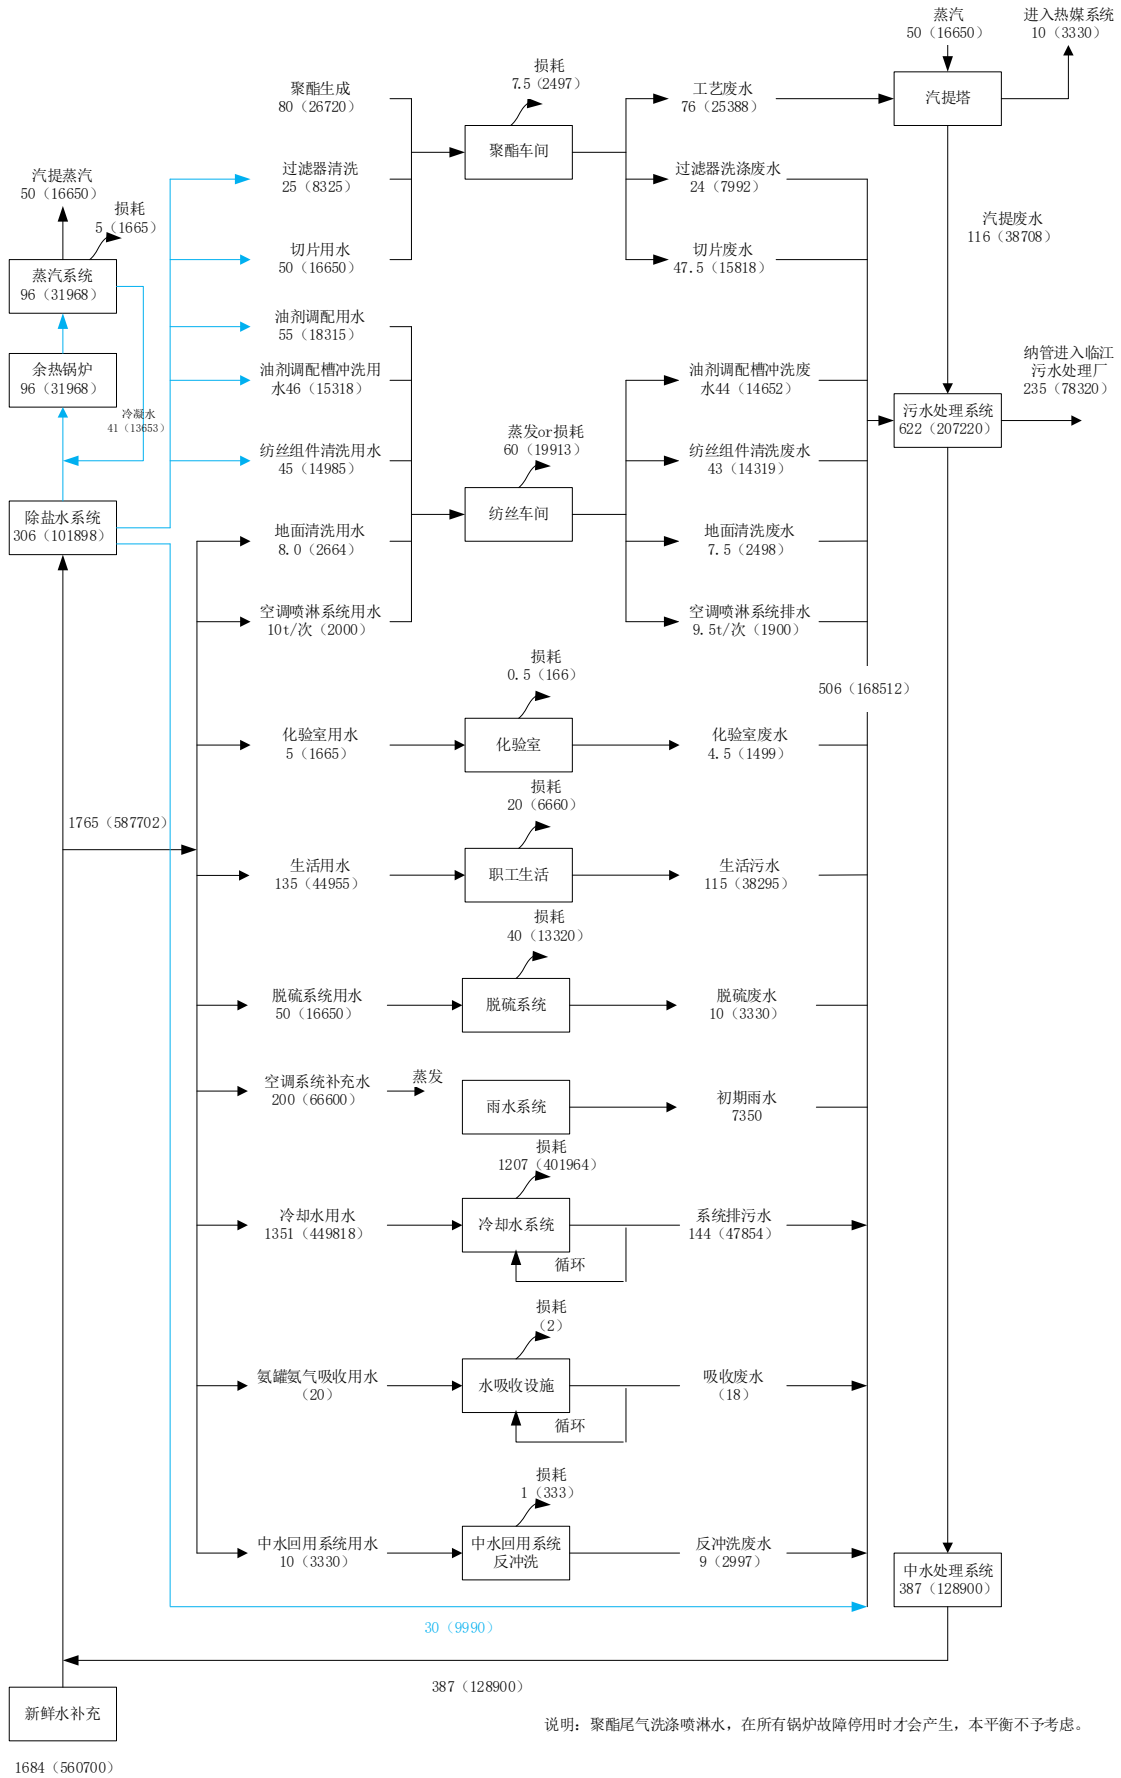 蒸汽
50（16650）
进入热媒系统
10（3330）
汽提塔
汽提废水
116（38708）
纳管进入临江
污水处理厂
235（78320）
污水处理系统
622（207220）
汽提蒸汽
50（16650）
损耗
5（1665）
蒸汽系统
96（31968）
余热锅炉
96（31968）
冷凝水
41（13653）
除盐水系统
306（101898）
聚酯生成
80（26720）
损耗
7.5（2497）
聚酯车间
工艺废水
76（25388）
过滤器清洗
25（8325）
过滤器洗涤废水
24（7992）
切片用水
50（16650）
切片废水
47.5（15818）
油剂调配用水
55（18315）
油剂调配槽冲洗用
水46（15318）
油剂调配槽冲洗废
水44（14652）
蒸发or损耗
60（19913）
纺丝车间
纺丝组件清洗用水
45（14985）
纺丝组件清洗废水
43（14319）
地面清洗用水
8.0（2664）
地面清洗废水
7.5（2498）
空调喷淋系统用水
10t/次（2000）
空调喷淋系统排水
9.5t/次（1900）
506（168512）
损耗
0.5（166）
化验室用水
5（1665）
化验室
化验室废水
4.5（1499）
1765（587702）
损耗
20（6660）
生活用水
135（44955）
职工生活
生活污水
115（38295）
损耗
40（13320）
脱硫系统用水
50（16650）
脱硫系统
脱硫废水
10（3330）
空调系统补充水
200（66600）
蒸发
雨水系统
初期雨水
7350
损耗
1207（401964）
冷却水用水
1351（449818）
冷却水系统
循环
系统排污水
144（47854）
损耗
（2）
氨罐氨气吸收用水
（20）
水吸收设施
循环
吸收废水
（18）
损耗
1（333）
中水回用系统用水
10（3330）
中水回用系统
反冲洗
反冲洗废水
9（2997）
中水处理系统
387（128900）
30（9990）
387（128900）
新鲜水补充
1684（560700）
说明：聚酯尾气洗涤喷淋水，在所有锅炉故障停用时才会产生，本平衡不予考虑。